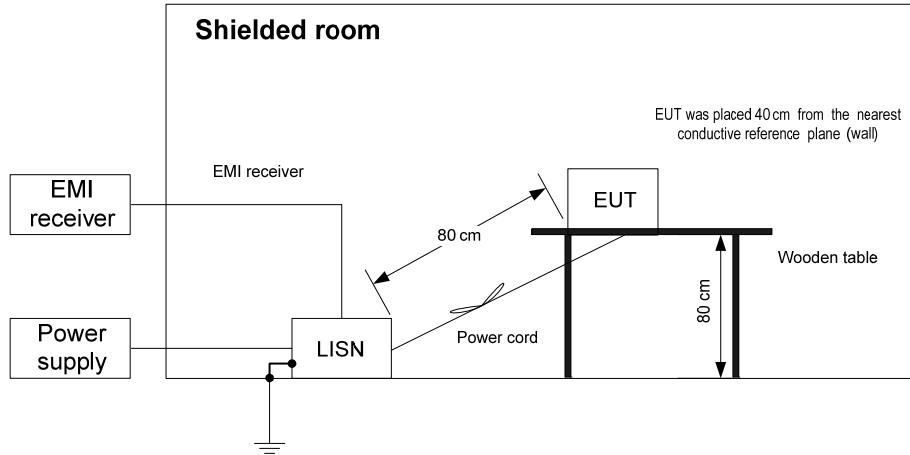 Shielded room
EUT was placed 40 cm from the nearest
conductive reference plane (wall)
EMI receiver
EMI
receiver
EUT
80 cm
Wooden table
80 cm
Power
supply
LISN
Power cord